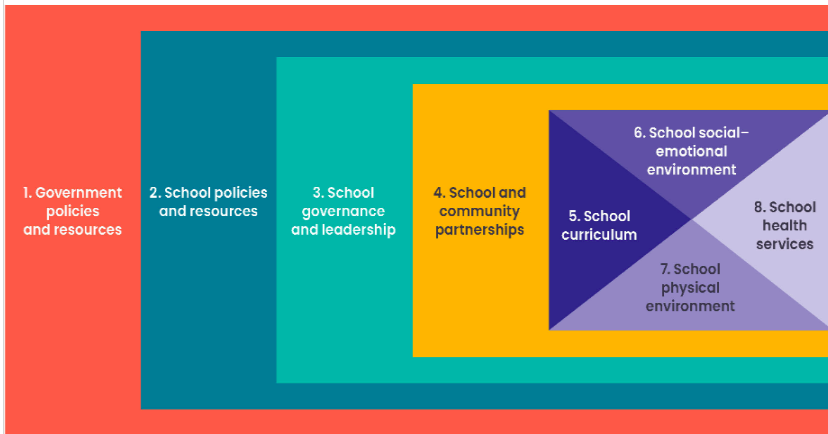 1. Government
policies
and resources
2. School policies
and resources
3. School
governance
and leadership
4. School and
community
partnerships
5. School
curriculum
6. School social–
emotional
environment
7. School
physical
environment
8. School
health
services